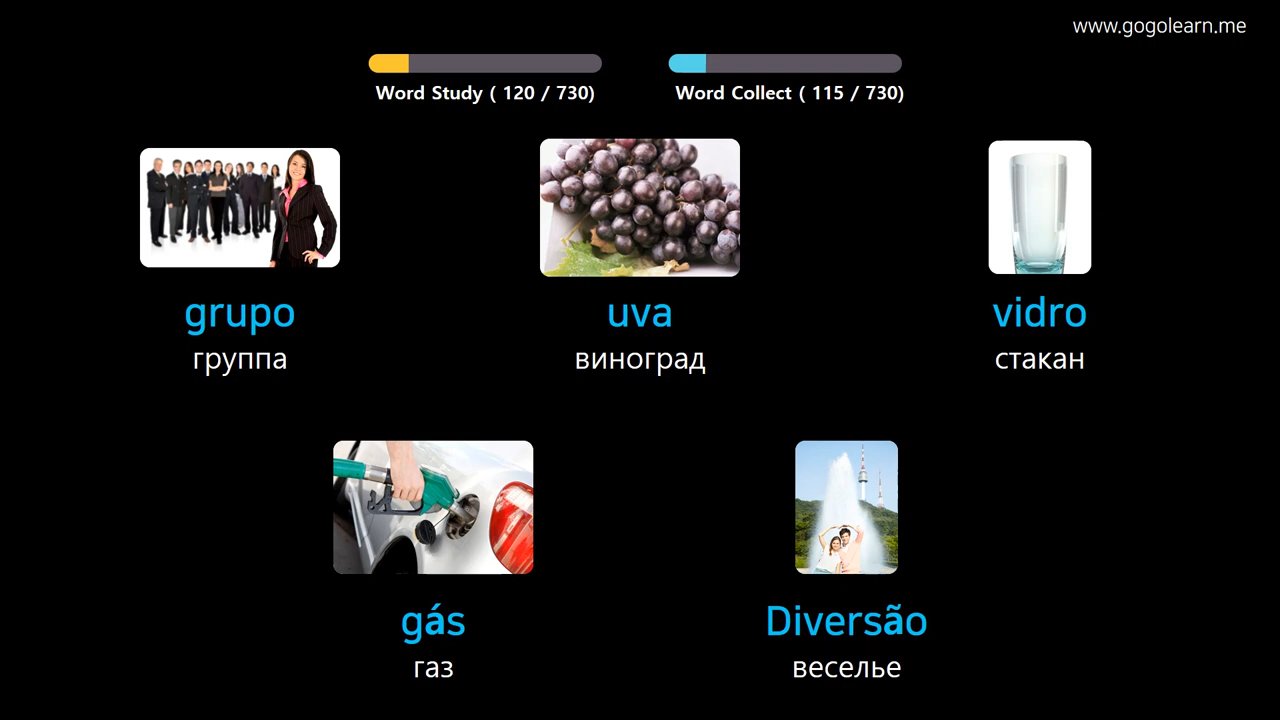 www.gogolearn.me
Word Study ( 120 / 730)
Word Collect ( 115 / 730)
grupo
группа
uva
виноград
vidro
стакан
gás
газ
Diversão
веселье